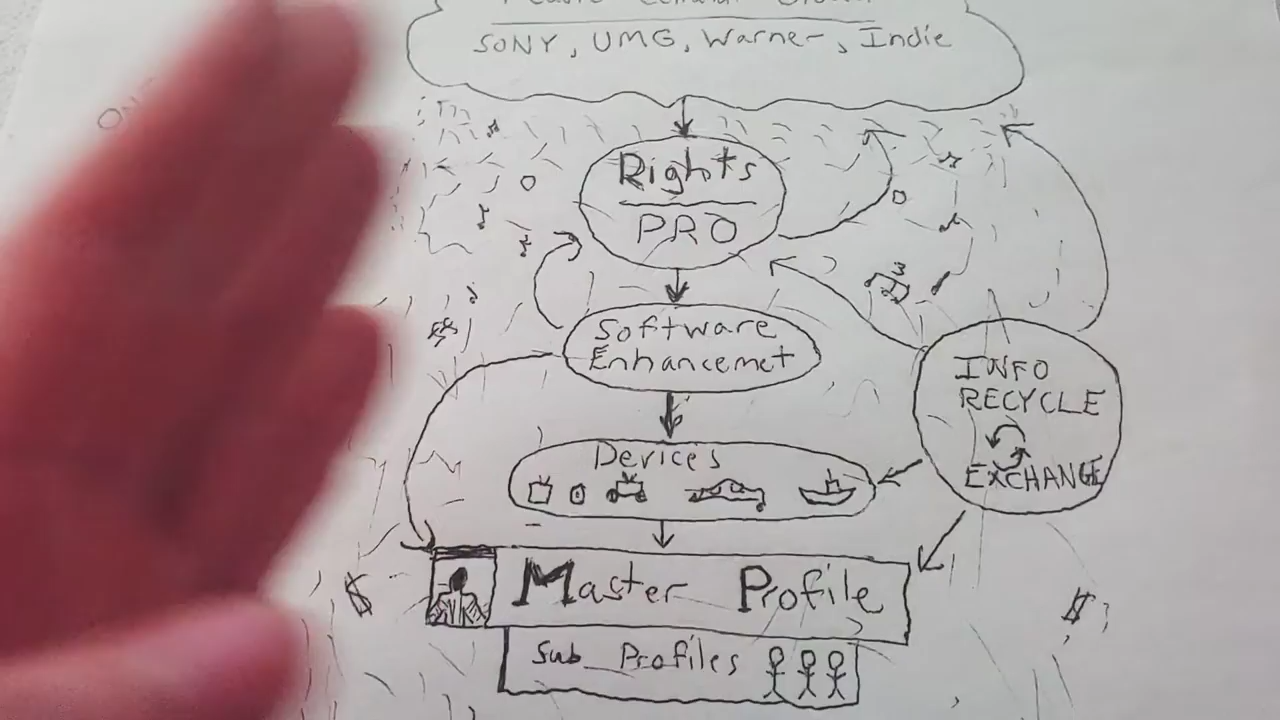 SONY, UMG, Warner, Indie
Rights
PRO
Software
Enhancemet
INFO
RECYCLE
EXCHANGE
Devices
$
$
Master Profile
Sub Profiles